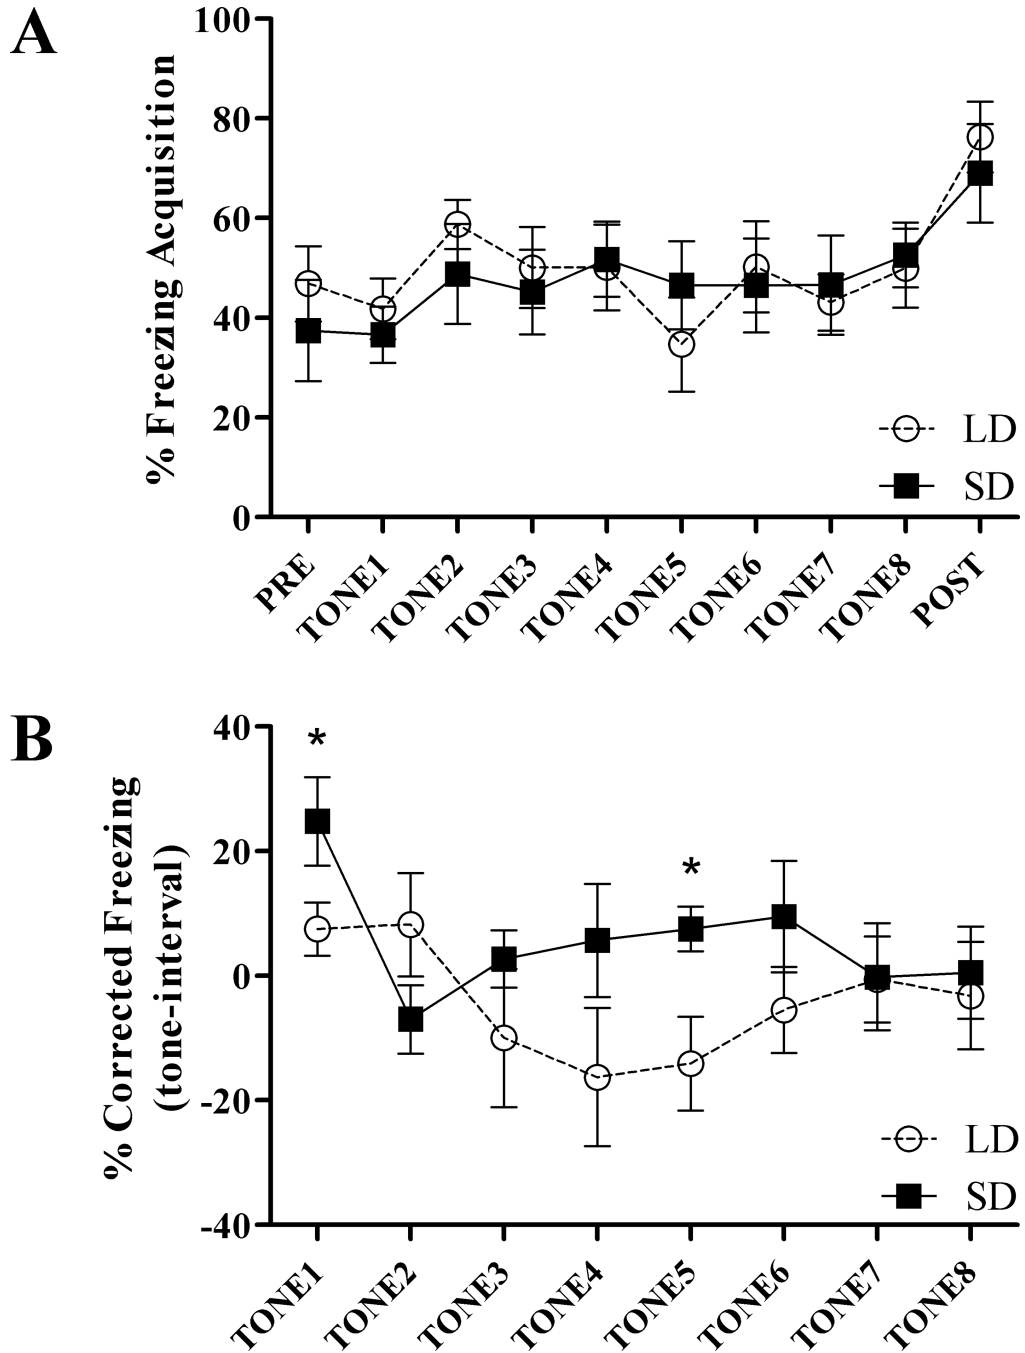 A
% Freezing Acquisition
100
80
60
40
20
0
LD
SD
PRE
TONE1
TONE2
TONE3
TONE4
TONE5
TONE6
TONE7
TONE8
POST
B
% Corrected Freezing
(tone-interval)
40
20
0
-20
-40
*
*
LD
SD
TONE1
TONE2
TONE3
TONE4
TONE5
TONE6
TONE7
TONE8